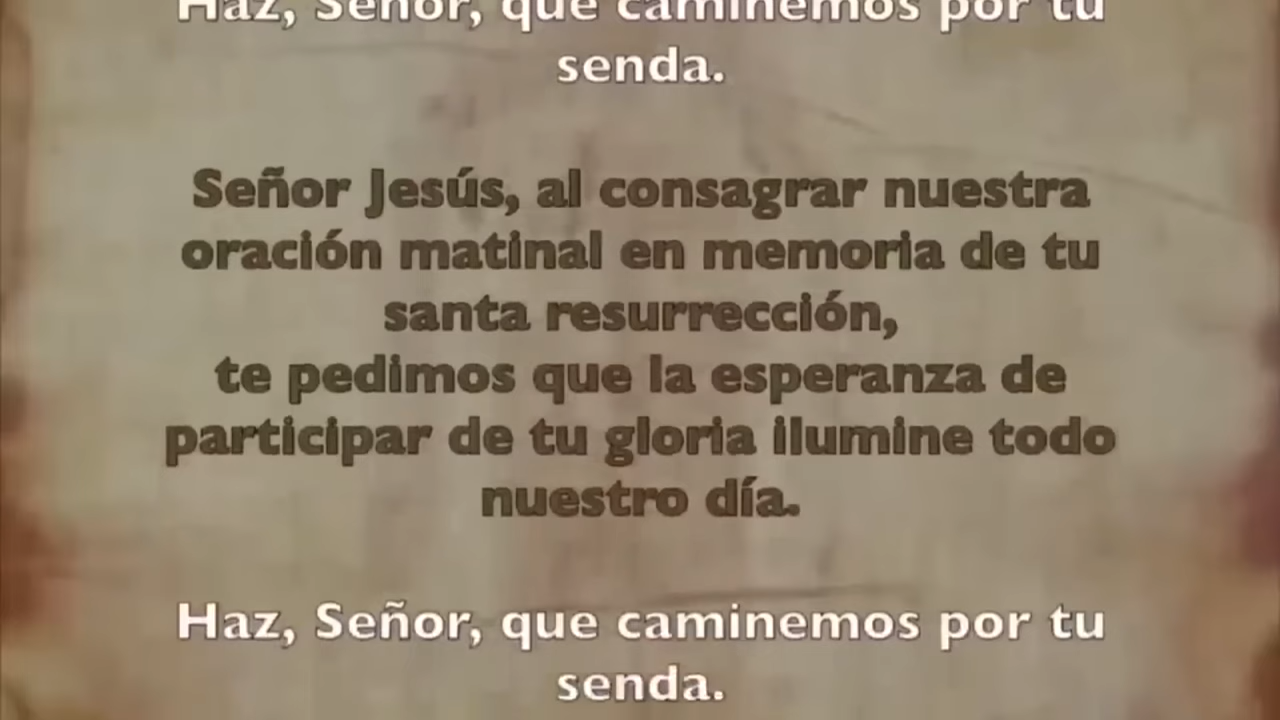 Haz, Señor, que caminemos por tu
senda.
Señor Jesús, al consagrar nuestra
oración matinal en memoria de tu
santa resurrección,
te pedimos que la esperanza de
participar de tu gloria ilumine todo
nuestro día.
Haz, Señor, que caminemos por tu
senda.